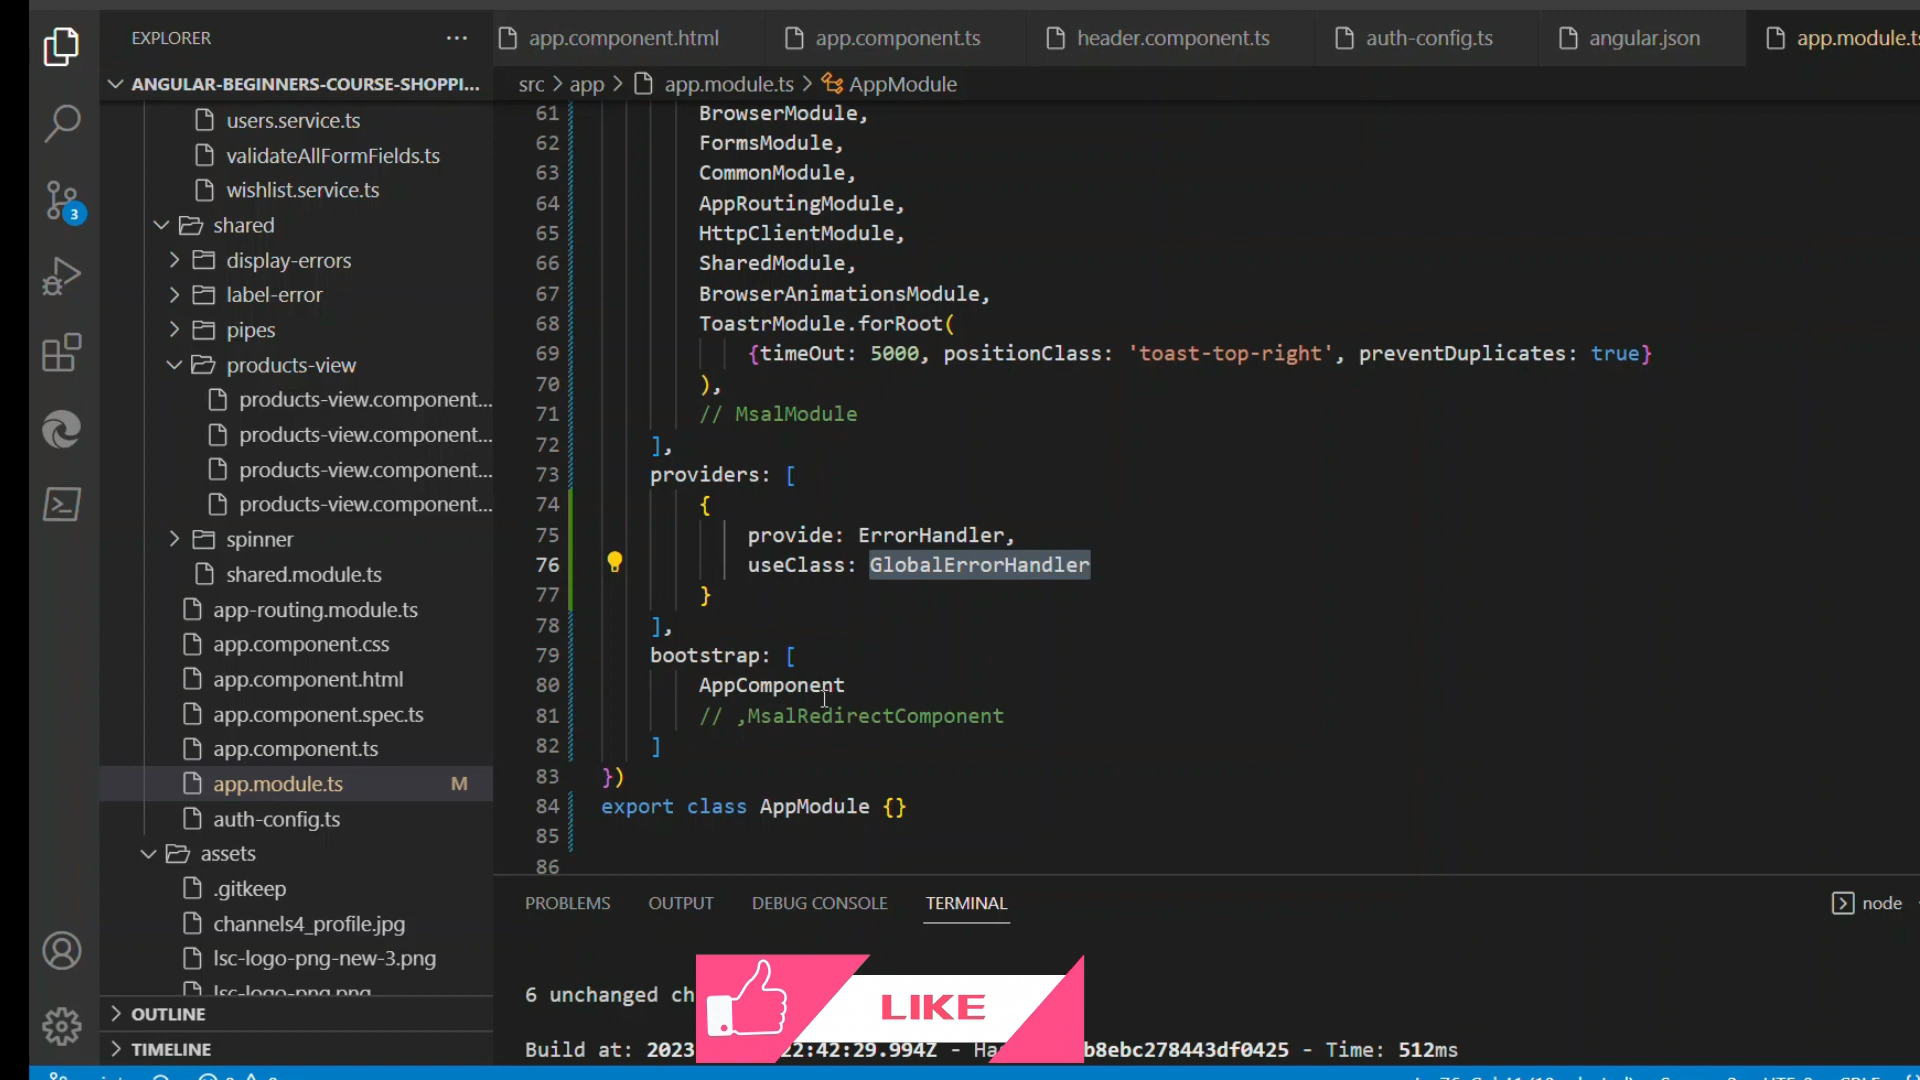 EXPLORER
ANGULAR-BEGINNERS-COURSE-SHOPPI...
users.service.ts
validateAllFormFields.ts
wishlist.service.ts
shared
display-errors
label-error
pipes
products-view
products-view.component...
products-view.component...
products-view.component...
products-view.component...
spinner
shared.module.ts
app-routing.module.ts
app.component.css
app.component.html
app.component.spec.ts
app.component.ts
app.module.ts M
auth-config.ts
assets
.gitkeep
channels4_profile.jpg
lsc-logo-png-new-3.png
lsc-logo-png.png
OUTLINE
TIMELINE
3
app.component.html app.component.ts header.component.ts auth-config.ts angular.json app.module.ts
src > app > app.module.ts > AppModule
61 BrowserModule,
62 FormsModule,
63 CommonModule,
64 AppRoutingModule,
65 HttpClientModule,
66 SharedModule,
67 BrowserAnimationsModule,
68 ToastrModule.forRoot(
69 {timeOut: 5000, positionClass: 'toast-top-right', preventDuplicates: true}
70 ),
71 // MsalModule
72 ],
73 providers: [
74 {
75 provide: ErrorHandler,
76 useClass: GlobalErrorHandler
77 }
78 ],
79 bootstrap: [
80 AppComponent
81 // ,MsalRedirectComponent
82 ]
83 })
84 export class AppModule {}
85
86
PROBLEMS OUTPUT DEBUG CONSOLE TERMINAL node
6 unchanged ch
LIKE
Build at: 2023 22:42:29.994Z - Ha b8ebc278443df0425 - Time: 512ms